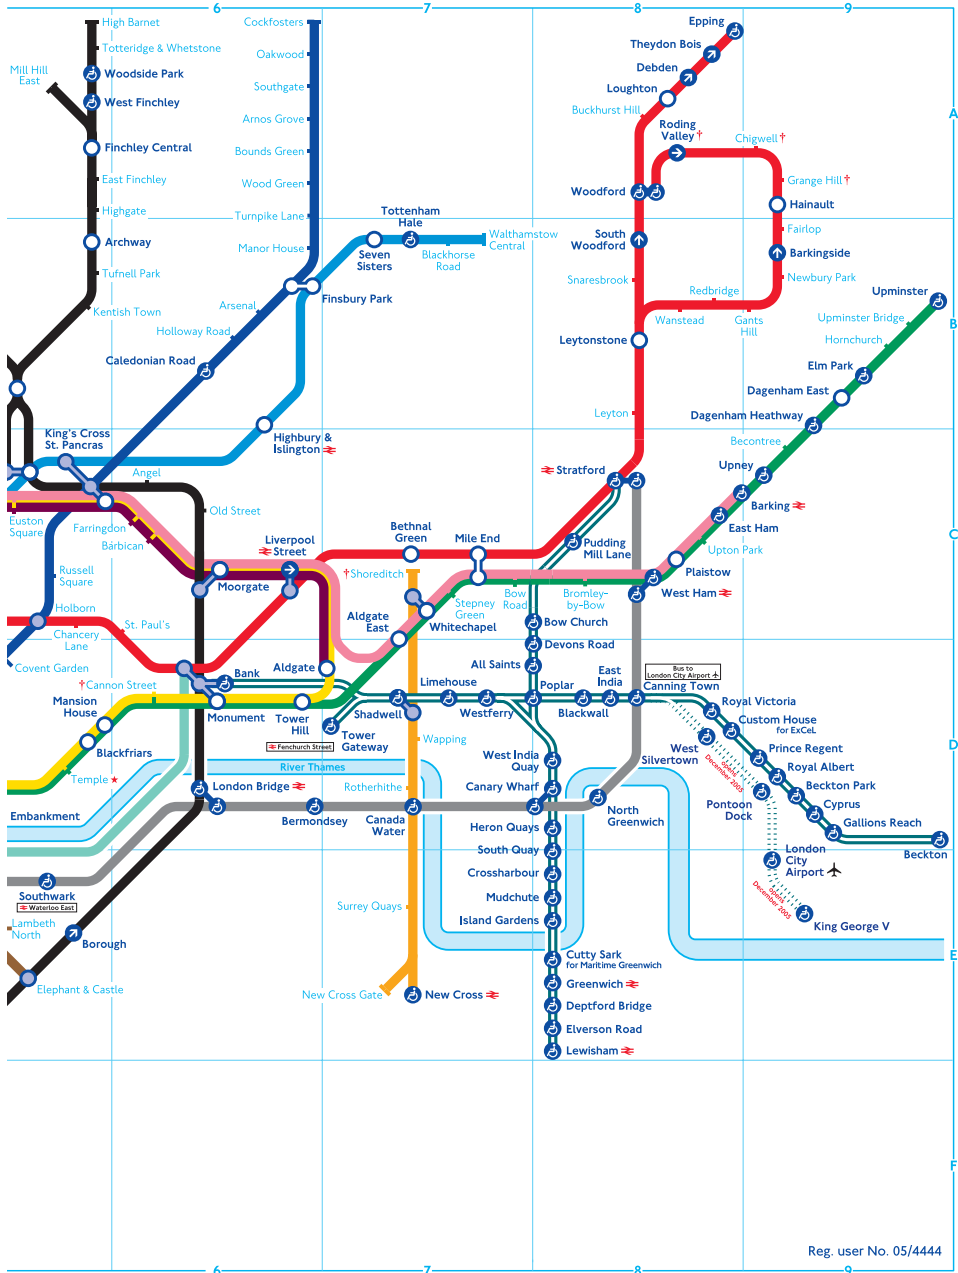 6
7
8
9
High Barnet
Totteridge & Whetstone
Woodside Park
Mill Hill
East
West Finchley
Finchley Central
East Finchley
Highgate
Archway
Tufnell Park
Kentish Town
Cockfosters
Oakwood
Southgate
Arnos Grove
Bounds Green
Wood Green
Turnpike Lane
Manor House
Arsenal
Holloway Road
Caledonian Road
Finsbury Park
Seven
Sisters
Tottenham
Hale
Blackhorse
Road
Walthamstow
Central
Highbury &
Islington
Epping
Theydon Bois
Debden
Loughton
Buckhurst Hill
Roding
Valley †
Chigwell †
Grange Hill †
Hainault
Fairlop
Barkingside
Newbury Park
Redbridge
Gants
Hill
Wanstead
Woodford
South
Woodford
Snaresbrook
Leytonstone
Leyton
Stratford
A
B
C
D
E
F
Upminster
Upminster Bridge
Hornchurch
Elm Park
Dagenham East
Dagenham Heathway
Becontree
Upney
Barking
East Ham
Upton Park
Plaistow
West Ham
King's Cross
St. Pancras
Angel
Old Street
Euston
Square
Farringdon
Barbican
Liverpool
Street
Moorgate
Russell
Square
Holborn
Chancery
Lane
St. Paul's
Covent Garden
Bethnal
Green
Mile End
Pudding
Mill Lane
† Shoreditch
Aldgate
East
Whitechapel
Stepney
Green
Bow
Road
Bromley-
by-Bow
Bow Church
Devons Road
All Saints
Aldgate
Bank
† Cannon Street
Mansion
House
Monument
Tower
Hill
Blackfriars
Temple ★
Embankment
Fenchurch Street
Tower
Gateway
Shadwell
Limehouse
Westferry
Poplar
Blackwall
East
India
Bus to
London City Airport
Canning Town
Royal Victoria
Custom House
for ExCeL
Prince Regent
Royal Albert
Beckton Park
Cyprus
Gallions Reach
Beckton
West
Silvertown
opens
December 2005
Pontoon
Dock
London
City
Airport
opens
December 2005
King George V
River Thames
Wapping
Rotherhithe
London Bridge
Bermondsey
Canada
Water
West India
Quay
Canary Wharf
North
Greenwich
Heron Quays
South Quay
Crossharbour
Mudchute
Island Gardens
Cutty Sark
for Maritime Greenwich
Greenwich
Deptford Bridge
Elverson Road
Lewisham
Surrey Quays
New Cross Gate
New Cross
Southwark
Waterloo East
Lambeth
North
Borough
Elephant & Castle
Reg. user No. 05/4444
6
7
8
9